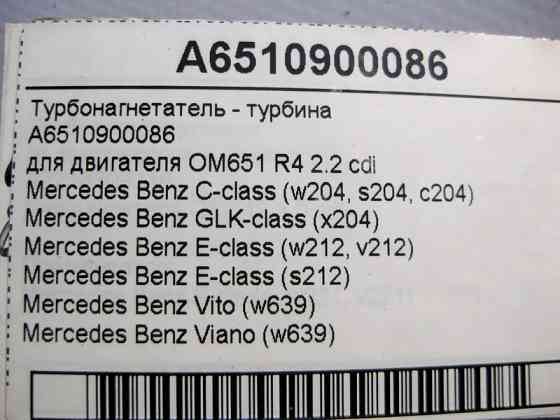 A6510900086
Турбонагнетатель - турбина
A6510900086
для двигателя OM651 R4 2.2 cdi
Mercedes Benz C-class (w204, s204, c204)
Mercedes Benz GLK-class (x204)
Mercedes Benz E-class (w212, v212)
Mercedes Benz E-class (s212)
Mercedes Benz Vito (w639)
Mercedes Benz Viano (w639)